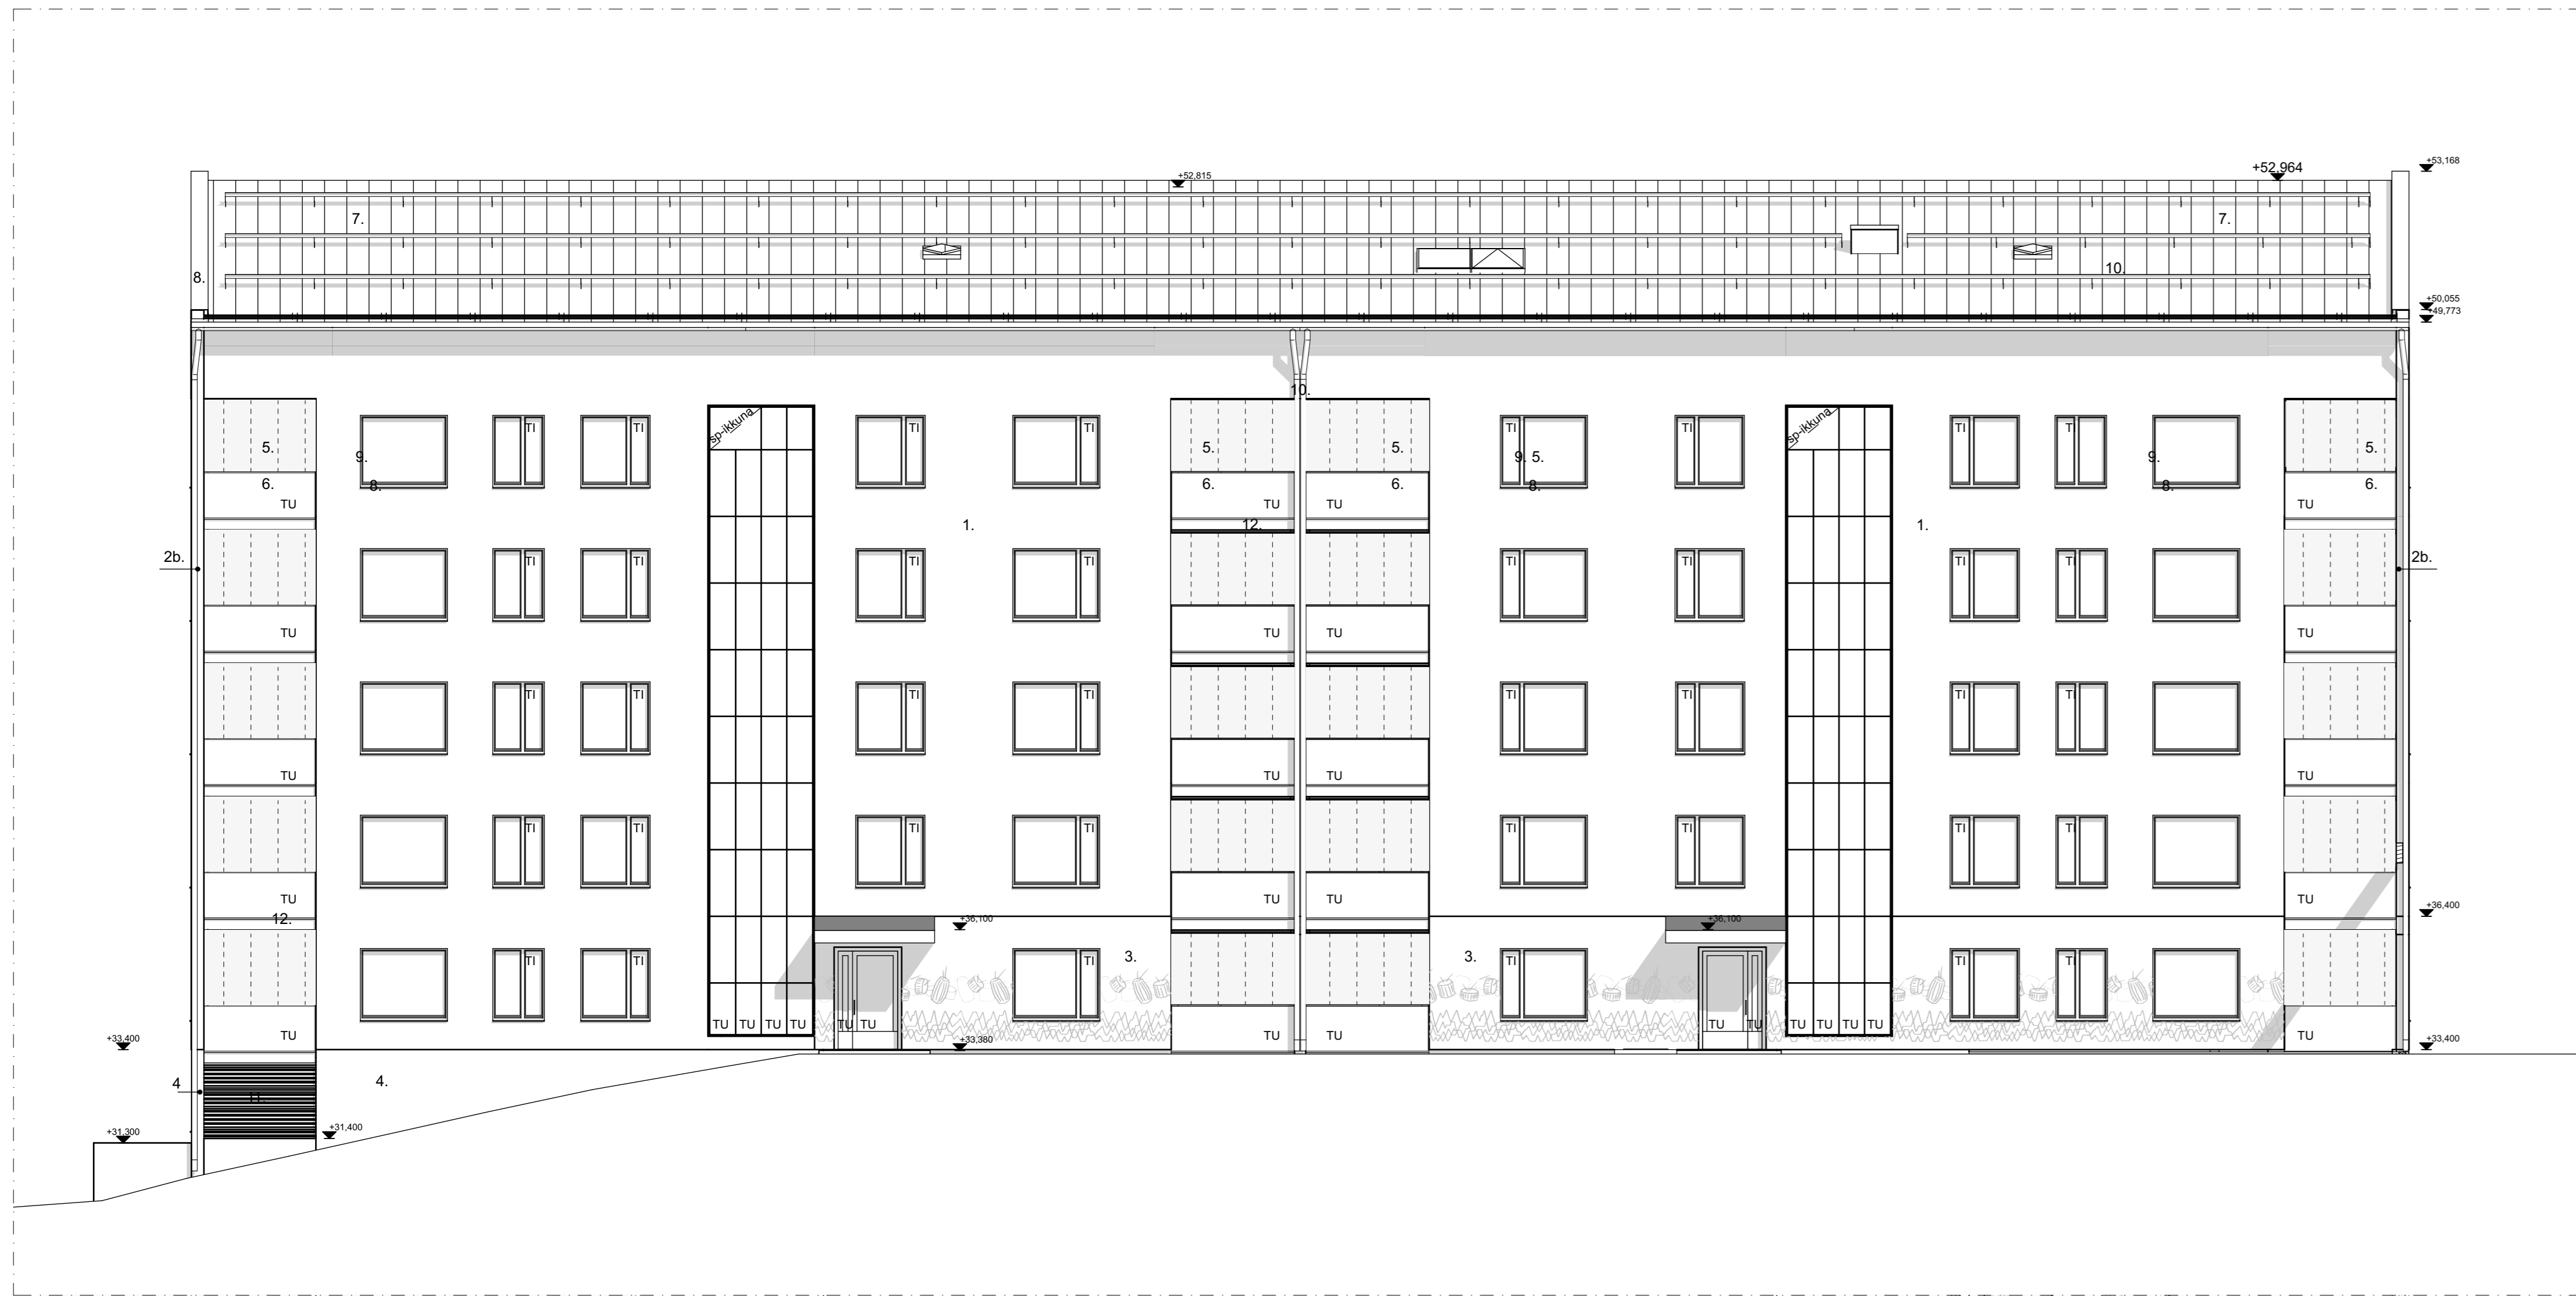 +53,168
+52,964
+52,815
7.
7.
10.
8.
+50,055
+49,773
10.
sp-ikkuna
sp-ikkuna
TI TI TI TI TI TI TI TI
5. 5. 5. 5.
9. 9. 5. 9.
6. 8. 6. 6. 8. 8. 6.
TU TU TU TU
12. 1. 1.
2b. 2b.
TI TI TI TI TI TI TI TI
TU TU TU TU
TI TI TI TI TI TI TI TI
TU TU TU TU
TI TI TI TI TI TI TI TI
TU TU TU TU
12.
+36,100 +36,100 +36,400
3. 3.
TI TI TI TI TI TI
TU TU TU TU TU TU TU TU TU TU TU TU
TU TU TU TU
+33,400 +33,380 +33,400
4 4.
11.
+31,300 +31,400